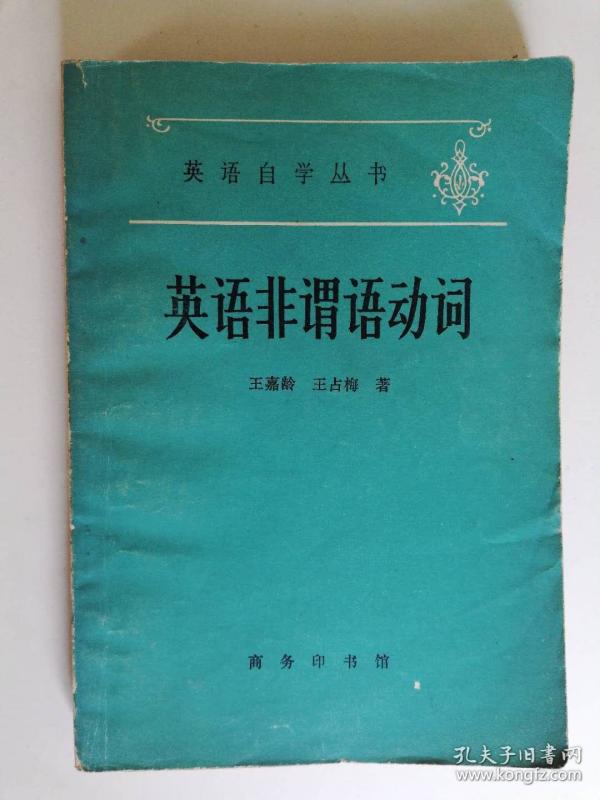 英语自学丛书
英语非谓语动词
王嘉龄 王占梅 著
商务印书馆
孔夫子旧书网
www.kongfz.com